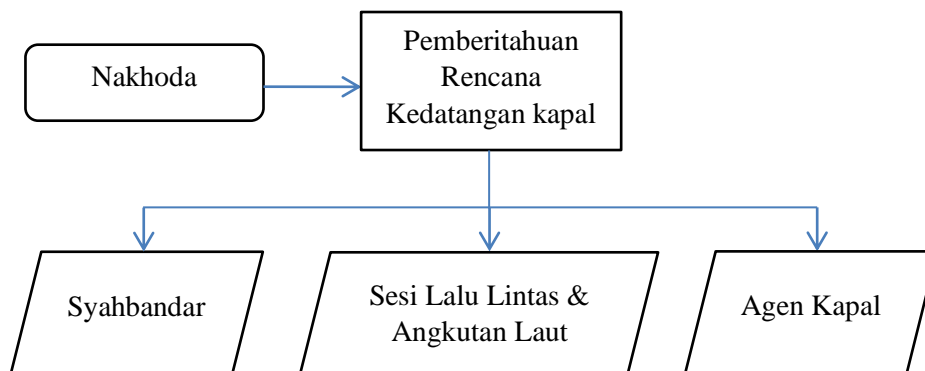 Nakhoda
Pemberitahuan
Rencana
Kedatangan kapal
Syahbandar
Sesi Lalu Lintas &
Angkutan Laut
Agen Kapal